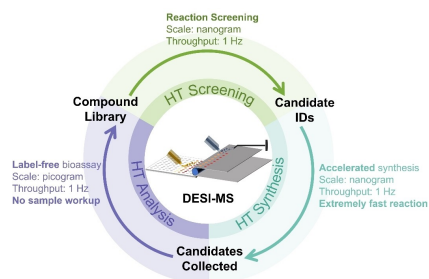 Reaction Screening
Scale: nanogram
Throughput: 1 Hz
HT Screening
Compound
Library
Candidate
IDs
Label-free bioassay
Scale: picogram
Throughput: 1 Hz
No sample workup
HT Analysis
DESI-MS
HT Synthesis
Accelerated synthesis
Scale: nanogram
Throughput: 1 Hz
Extremely fast reaction
Candidates
Collected